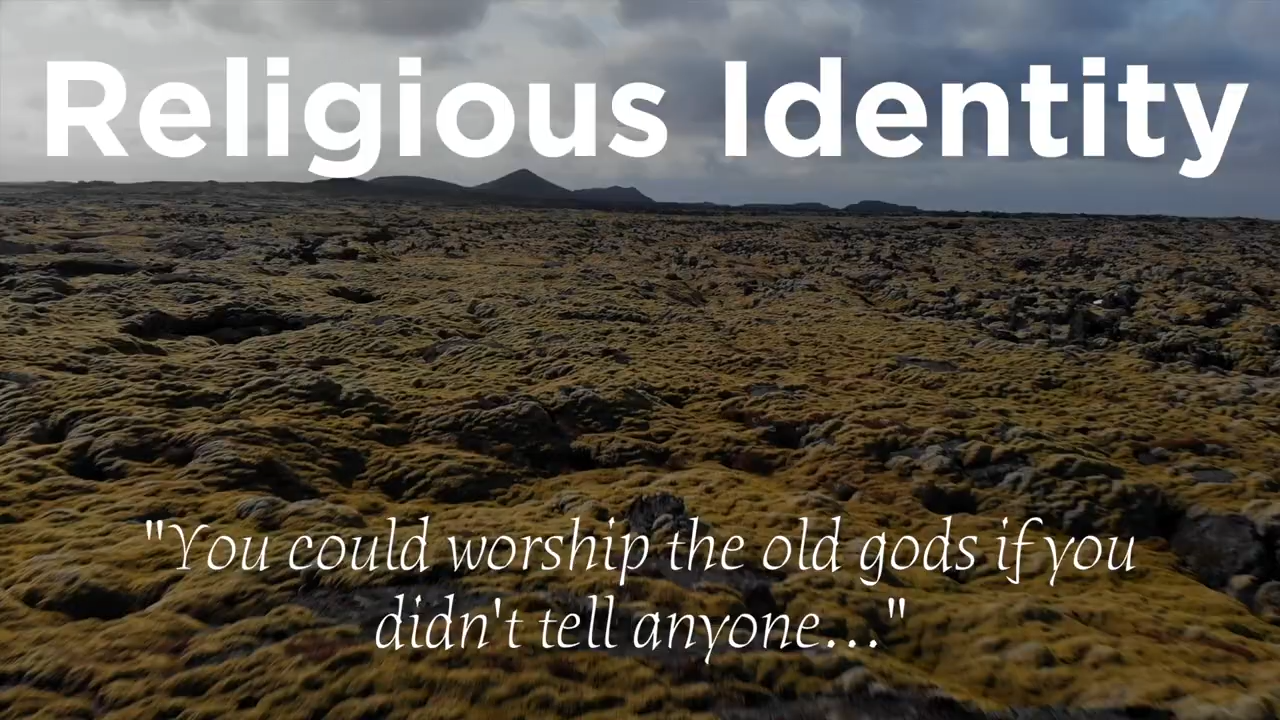 Religious Identity
"You could worship the old gods if you
didn't tell anyone..."